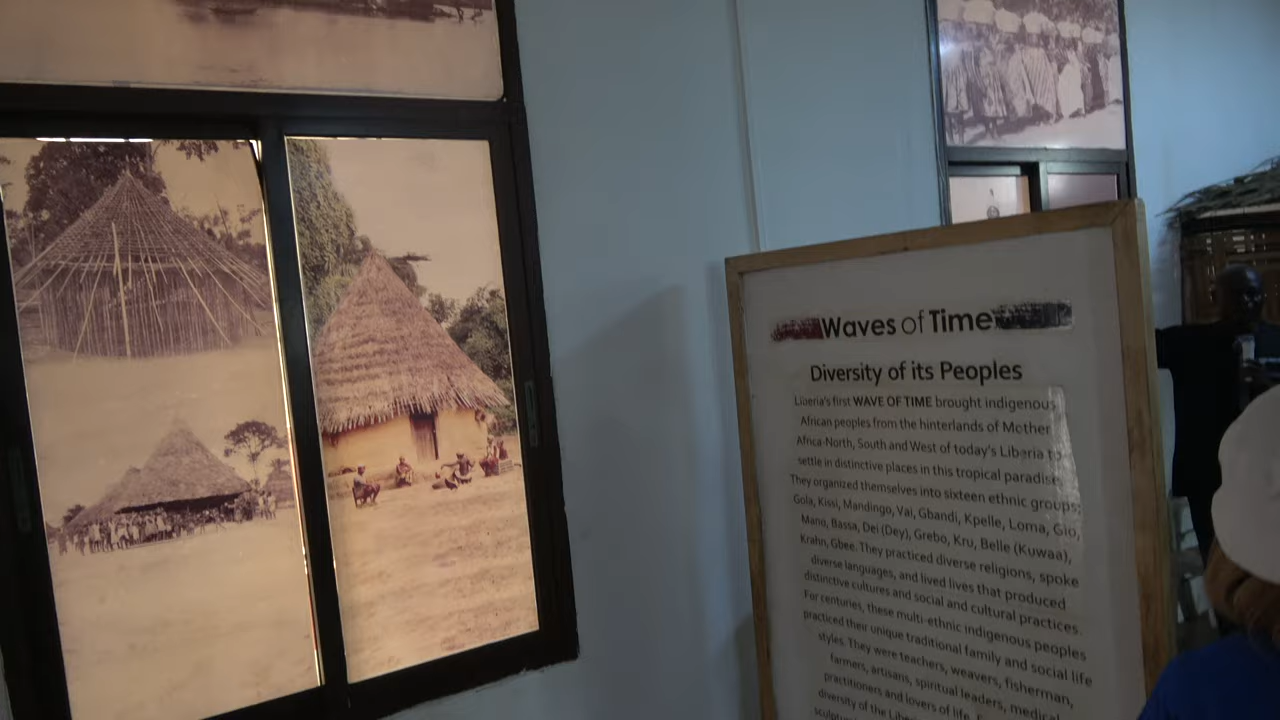 Waves of Time
Diversity of its Peoples
Liberia's first WAVE OF TIME brought indigenous
African peoples from the hinterlands of Mother
Africa-North, South and West of today's Liberia to
settle in distinctive places in this tropical paradise.
They organized themselves into sixteen ethnic groups:
Gola, Kissi, Mandingo, Vai, Gbandi, Kpelle, Loma, Gio,
Mano, Bassa, Dei (Dey), Grebo, Kru, Belle (Kuwaa),
Krahn, Gbee. They practiced diverse religions, spoke
diverse languages, and lived lives that produced
distinctive cultures and social and cultural practices.
For centuries, these multi-ethnic indigenous peoples
practiced their unique traditional family and social life
styles. They were teachers, weavers, fisherman,
farmers, artisans, spiritual leaders, medical
practitioners and lovers of life.
diversity of the